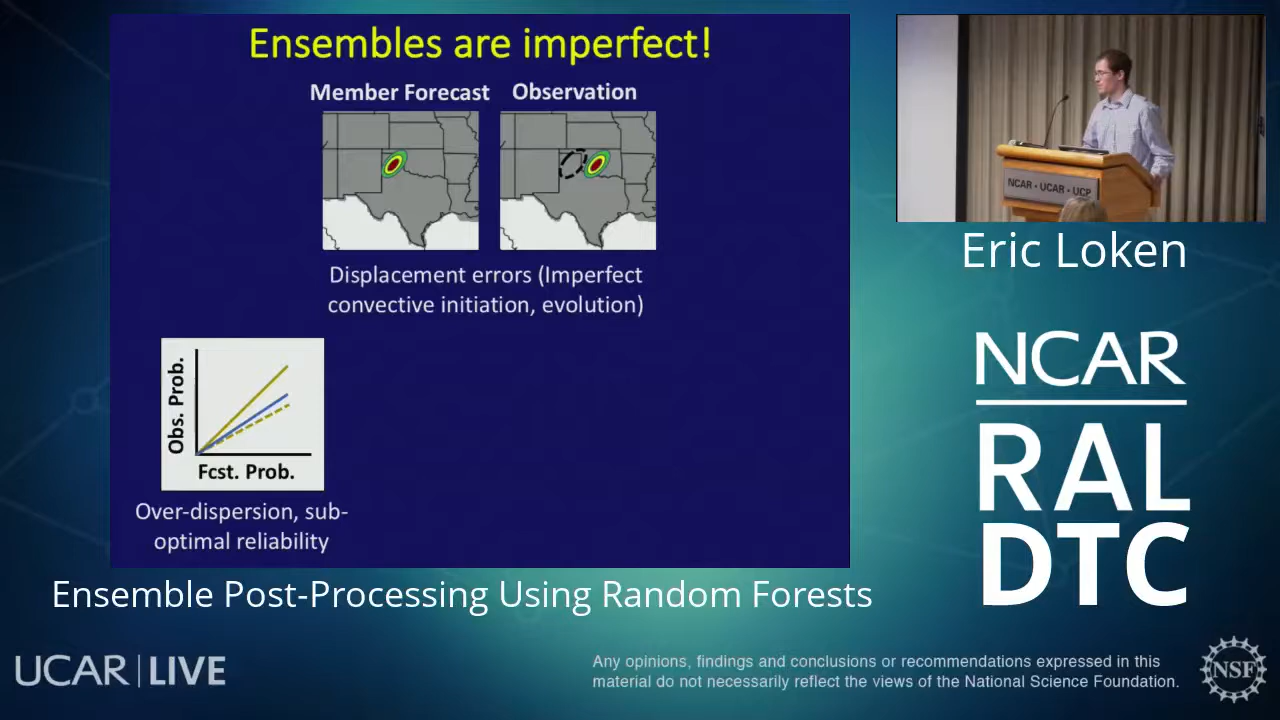 Ensembles are imperfect!
Member Forecast
Observation
Displacement errors (Imperfect
convective initiation, evolution)
Obs. Prob.
Fcst. Prob.
Over-dispersion, sub-
optimal reliability
NCAR • UCAR • UCP
Eric Loken
NCAR
RAL
DTC
Ensemble Post-Processing Using Random Forests
UCAR | LIVE
Any opinions, findings and conclusions or recommendations expressed in this
material do not necessarily reflect the views of the National Science Foundation.
NSF